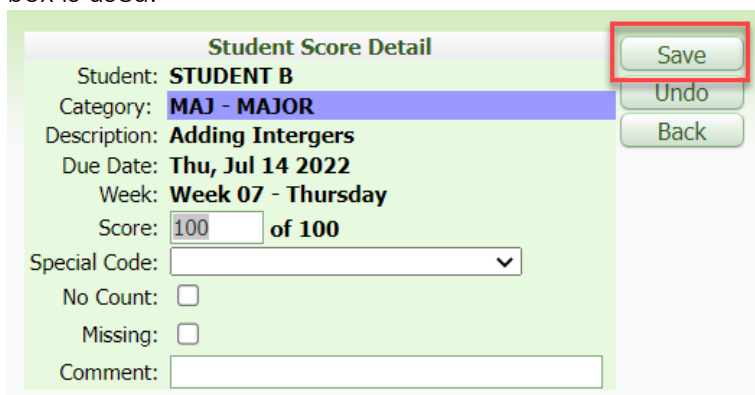 box is used.
Student Score Detail
Save
Student: STUDENT B
Undo
Category: MAJ - MAJOR
Back
Description: Adding Intergers
Due Date: Thu, Jul 14 2022
Week: Week 07 - Thursday
Score: 100 of 100
Special Code:
No Count:
Missing:
Comment: